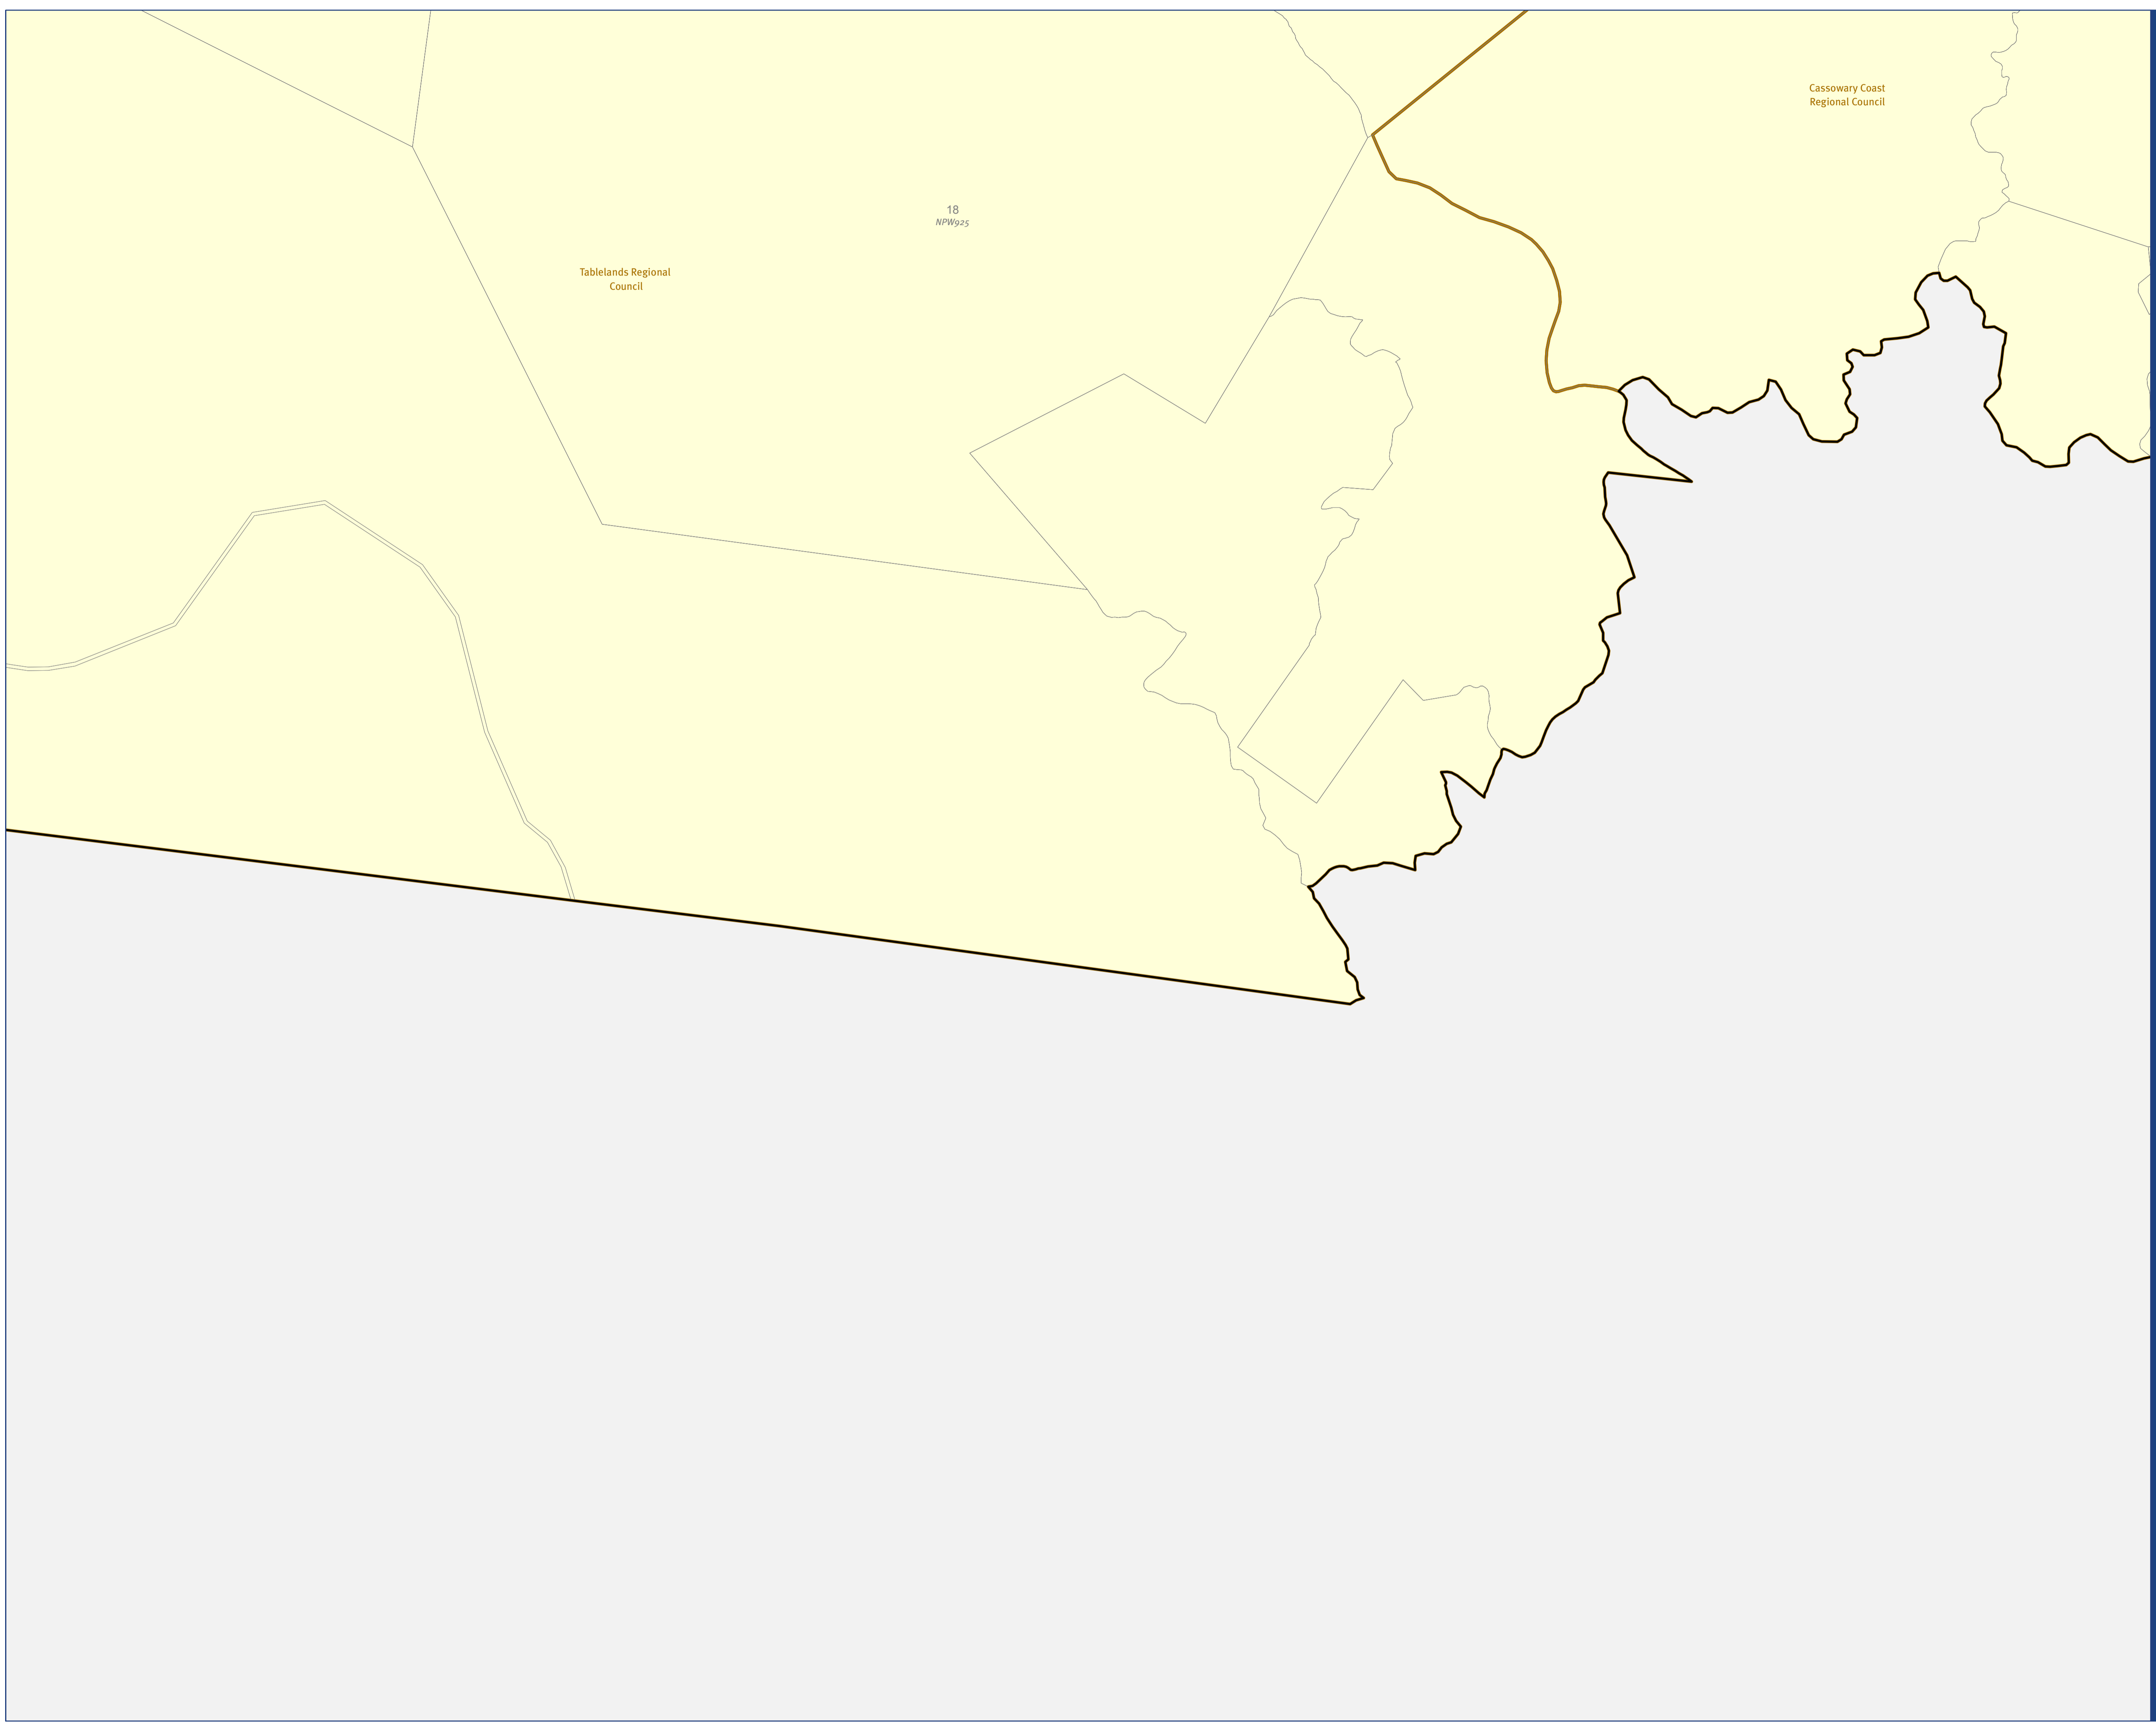 Cassowary Coast
Regional Council
18
NPW925
Tablelands Regional
Council